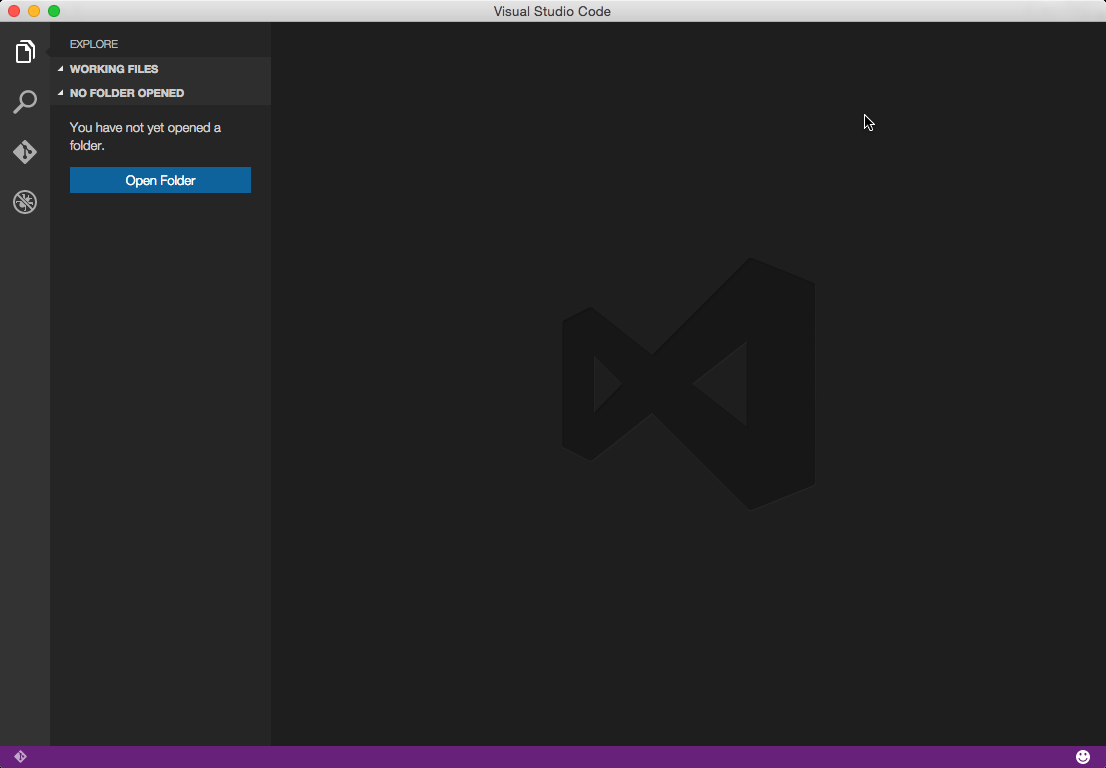 Visual Studio Code
EXPLORE
WORKING FILES
NO FOLDER OPENED
You have not yet opened a
folder.
Open Folder